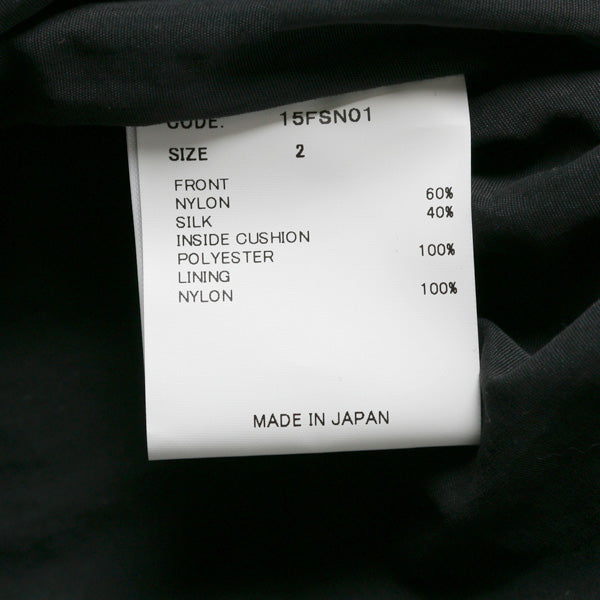 CODE. 15FSN01
SIZE 2
FRONT
NYLON 60%
SILK 40%
INSIDE CUSHION
POLYESTER 100%
LINING
NYLON 100%
MADE IN JAPAN